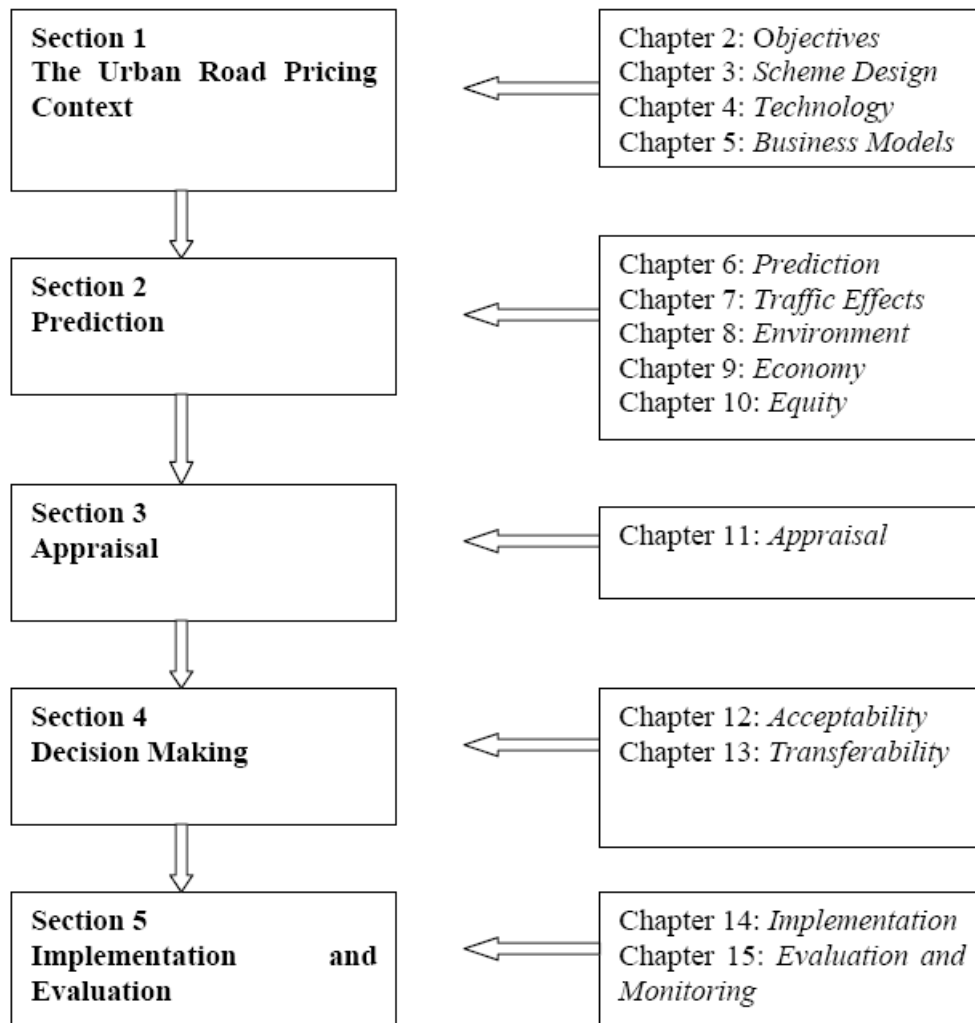 Section 1
The Urban Road Pricing
Context
Chapter 2: Objectives
Chapter 3: Scheme Design
Chapter 4: Technology
Chapter 5: Business Models
Section 2
Prediction
Chapter 6: Prediction
Chapter 7: Traffic Effects
Chapter 8: Environment
Chapter 9: Economy
Chapter 10: Equity
Section 3
Appraisal
Chapter 11: Appraisal
Section 4
Decision Making
Chapter 12: Acceptability
Chapter 13: Transferability
Section 5
Implementation and
Evaluation
Chapter 14: Implementation
Chapter 15: Evaluation and
Monitoring